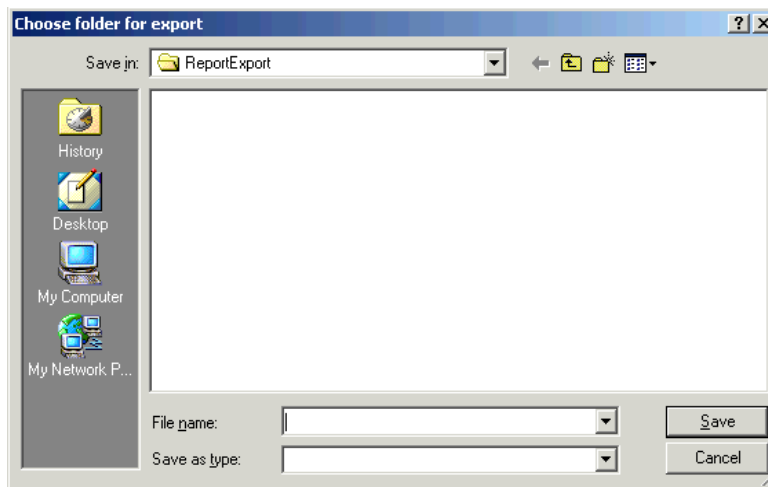 Choose folder for export
Save in: ReportExport
History
Desktop
My Computer
My Network P...
File name:
Save
Save as type:
Cancel